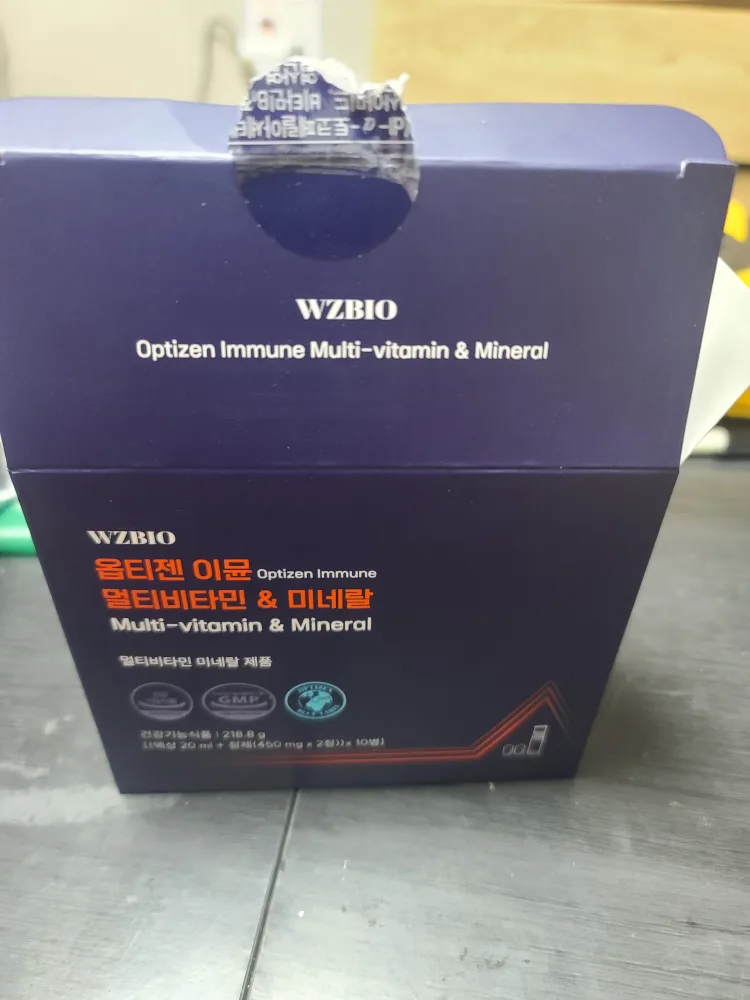 WZBIO
Optizen Immune Multi-vitamin & Mineral
WZBIO
옵티젠 이뮨 Optizen Immune
멀티비타민 & 미네랄
Multi-vitamin & Mineral
멀티비타민 미네랄 제품
GMP
OPTIZEN
건강기능식품 : 218.8 g
[(액상 20 ml + 정제(450 mg x 2정)) x 10병]